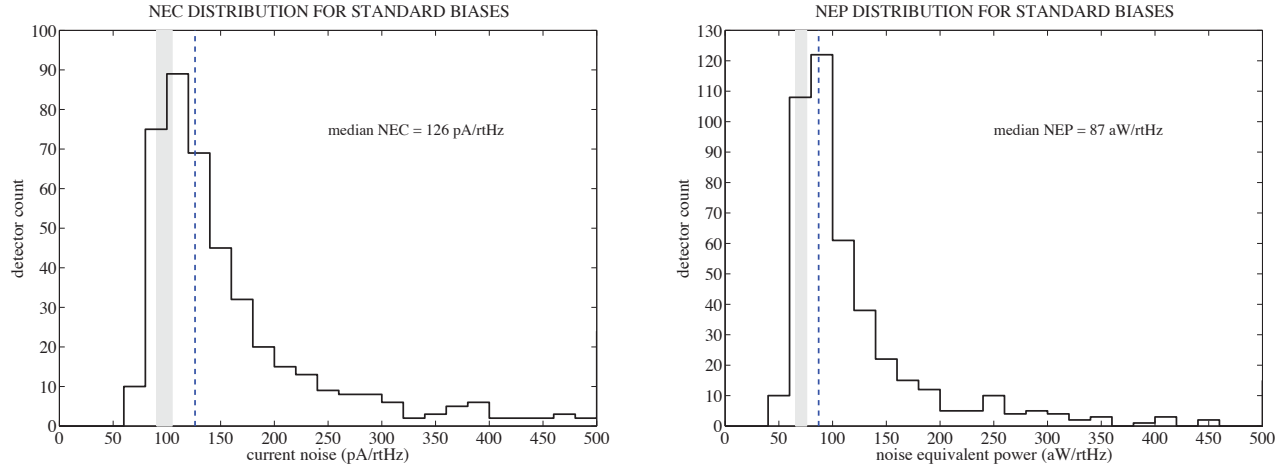 NEC DISTRIBUTION FOR STANDARD BIASES
100
90
80
70
60
50
40
30
20
10
0
detector count
median NEC = 126 pA/rtHz
0 50 100 150 200 250 300 350 400 450 500
current noise (pA/rtHz)
NEP DISTRIBUTION FOR STANDARD BIASES
130
120
110
100
90
80
70
60
50
40
30
20
10
0
detector count
median NEP = 87 aW/rtHz
0 50 100 150 200 250 300 350 400 450 500
noise equivalent power (aW/rtHz)